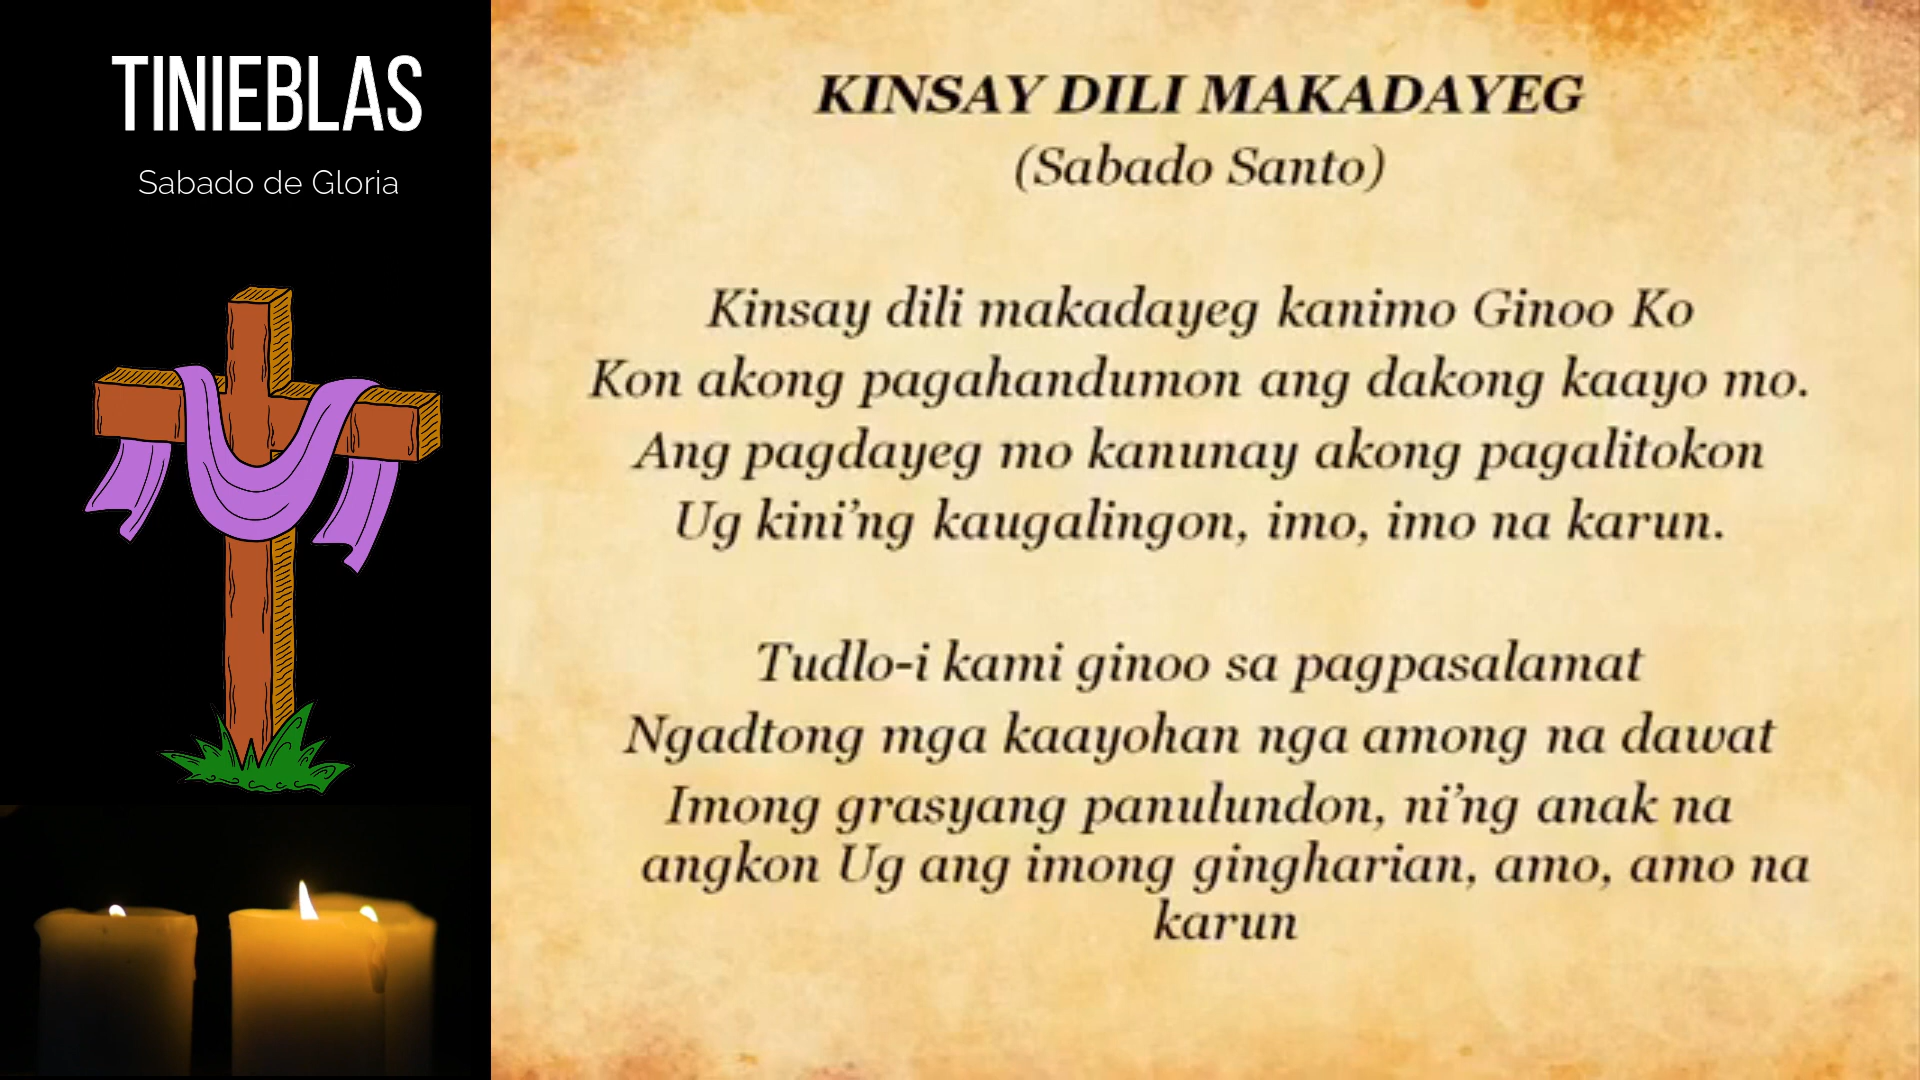 TINIEBLAS
Sabado de Gloria
KINSAY DILI MAKADAYEG
(Sabado Santo)
Kinsay dili makadayeg kanimo Ginoo Ko
Kon akong pagahandumon ang dakong kaayo mo.
Ang pagdayeg mo kanunay akong pagalitokon
Ug kini’ng kaugalingon, imo, imo na karun.
Tudlo-i kami ginoo sa pagpasalamat
Ngadtong mga kaayohan nga among na dawat
Imong grasyang panulundon, ni’ng anak na
angkon Ug ang imong gingharian, amo, amo na
karun